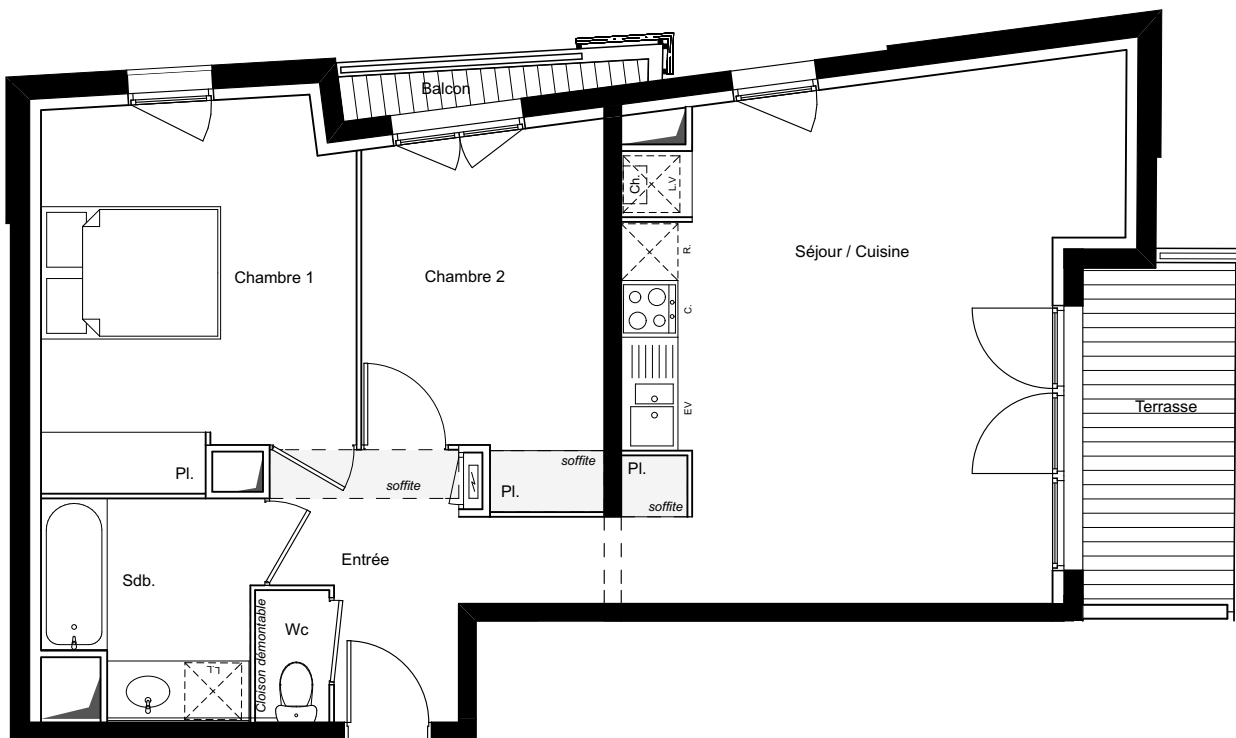 Balcon
Ch.
L.V
Séjour / Cuisine
R.
Chambre 1
Chambre 2
C.
EV
Terrasse
soffite
Pl.
Pl.
soffite
Pl.
soffite
Entrée
Sdb.
Cloison démontable
Wc
LL